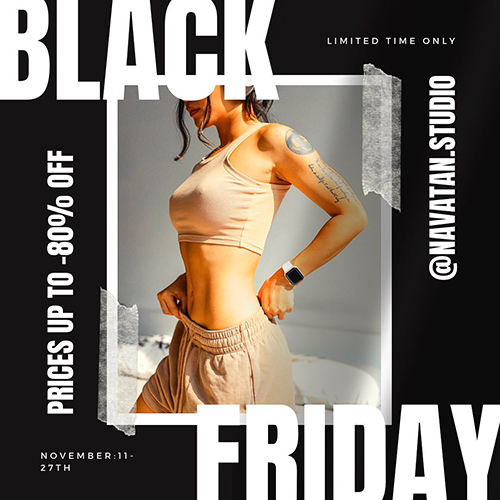 BLACK
LIMITED TIME ONLY
@NAVATAN.STUDIO
PRICES UP TO -80% OFF
NOVEMBER:11-
27TH
FRIDAY